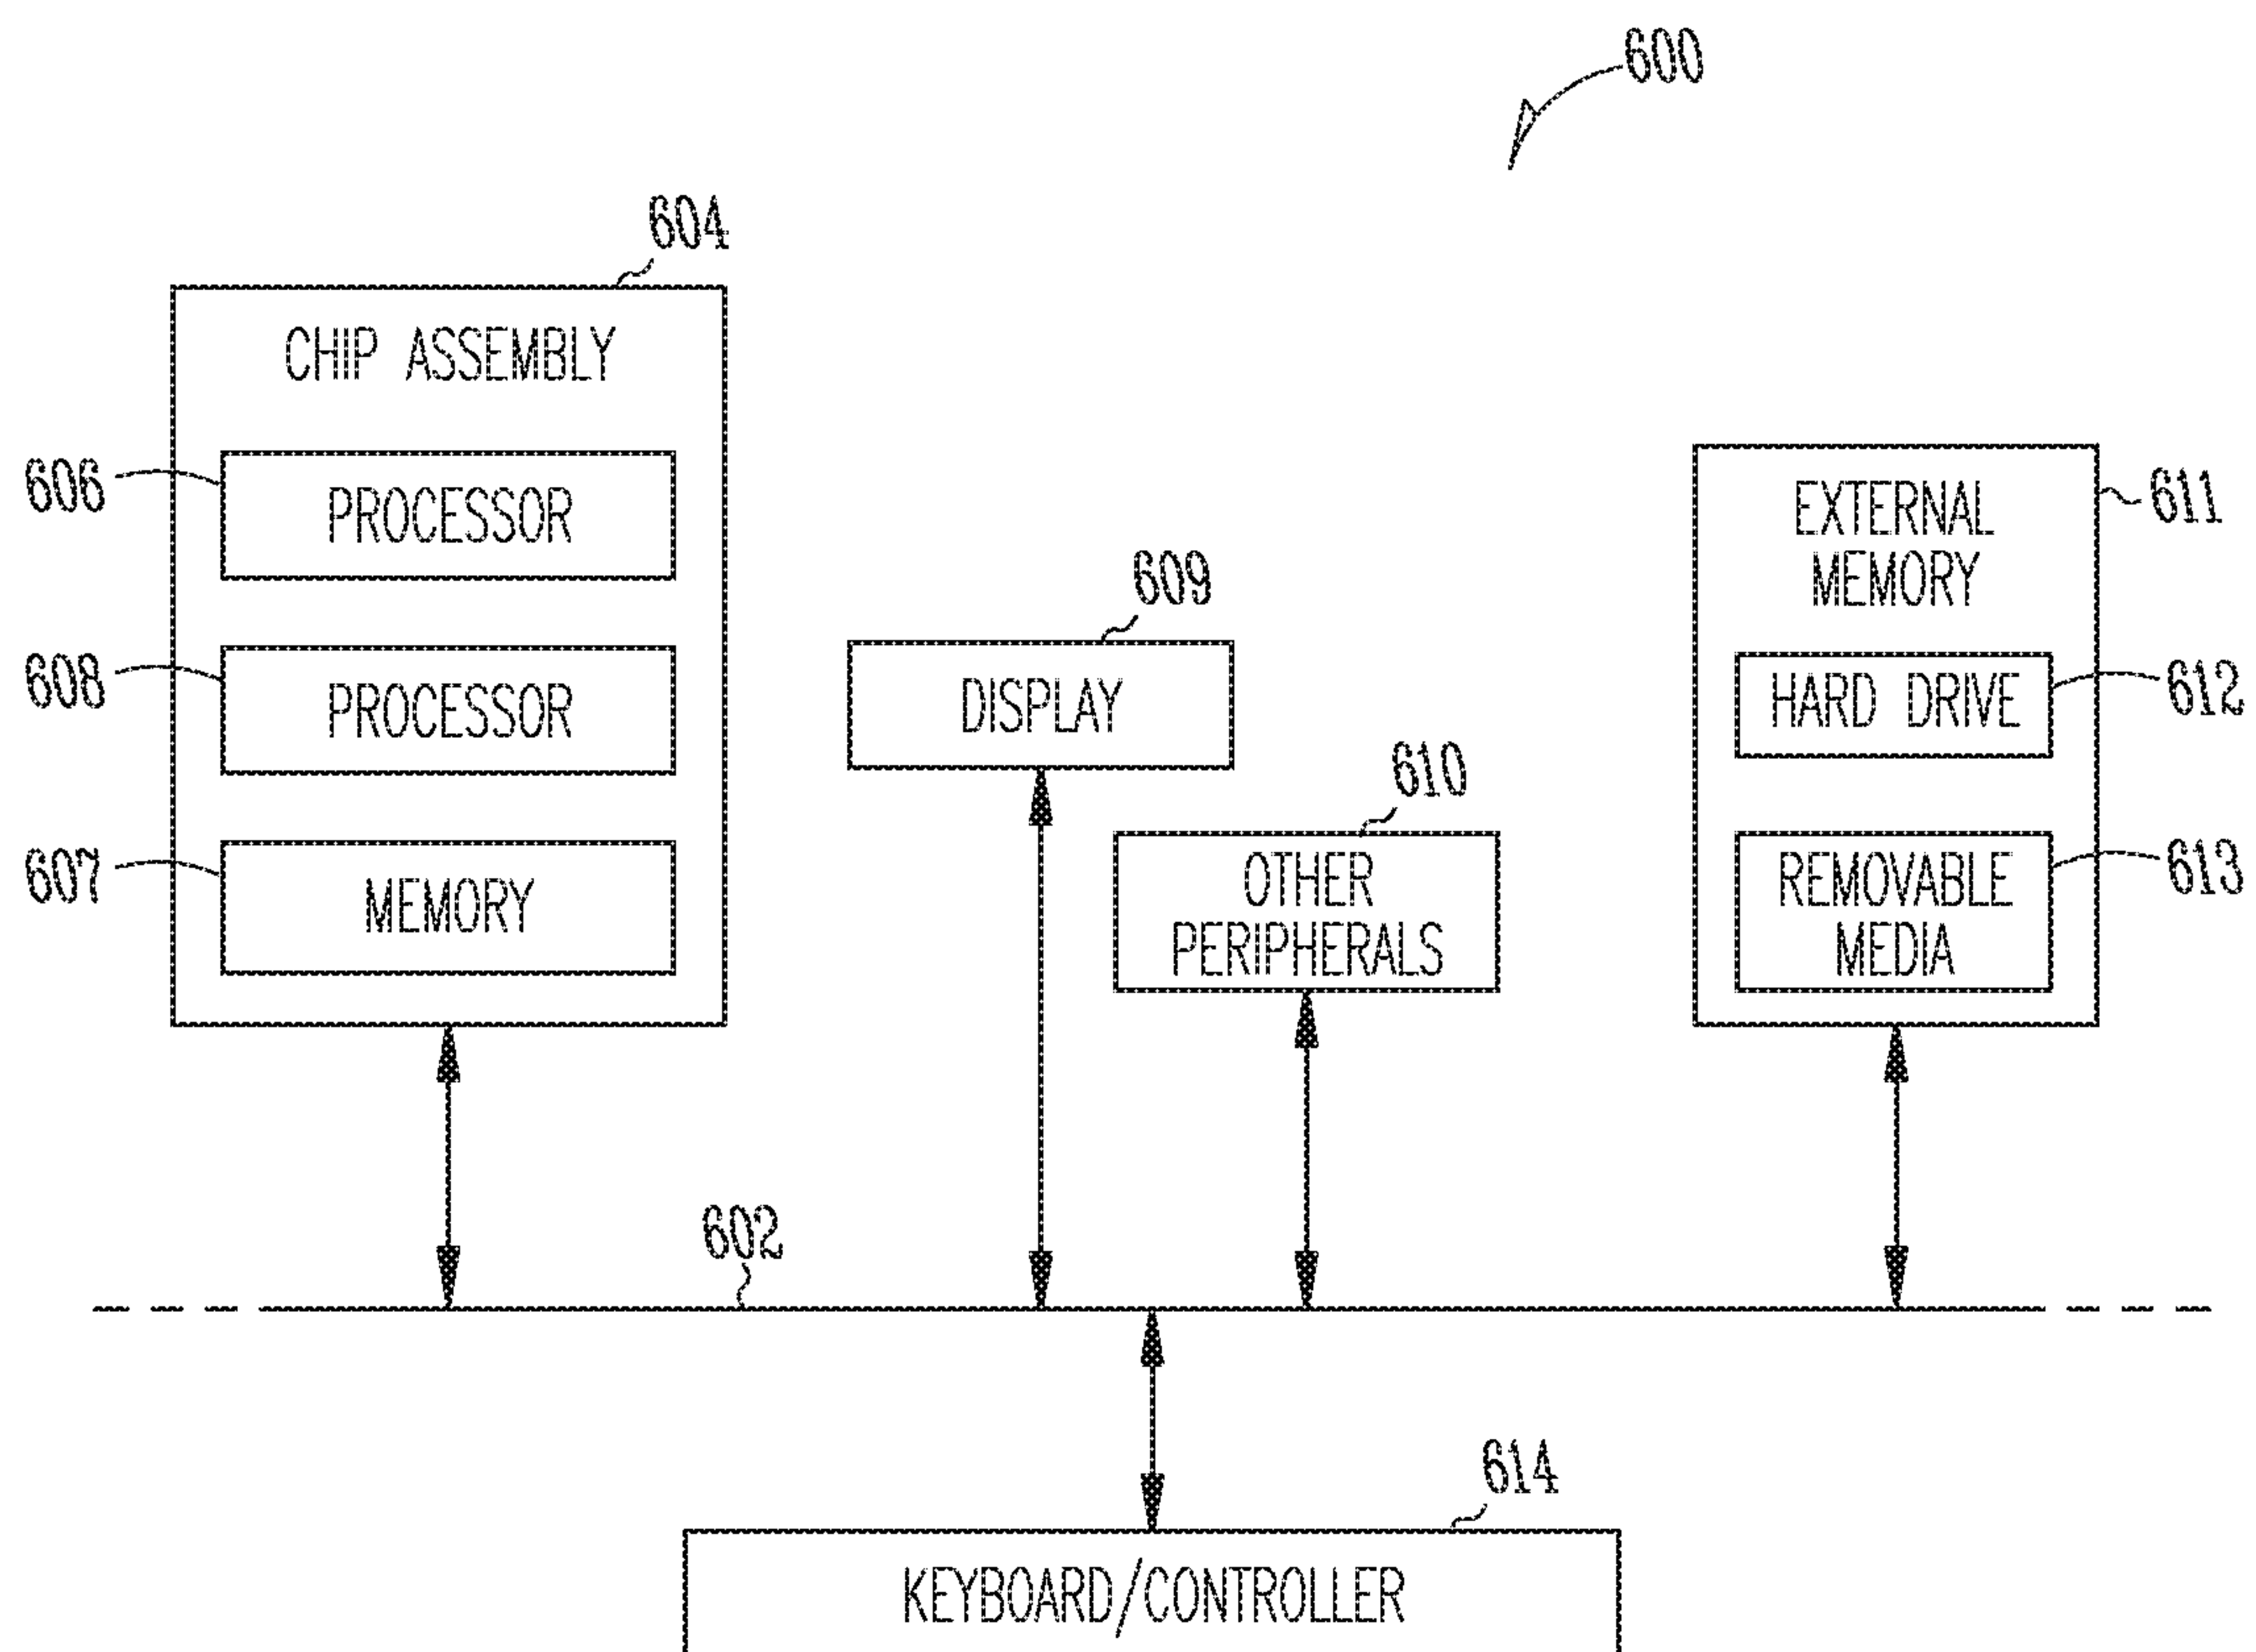 600
604
CHIP ASSEMBLY
606
PROCESSOR
608
PROCESSOR
607
MEMORY
609
DISPLAY
610
OTHER
PERIPHERALS
611
EXTERNAL
MEMORY
612
HARD DRIVE
613
REMOVABLE
MEDIA
602
614
KEYBOARD/CONTROLLER